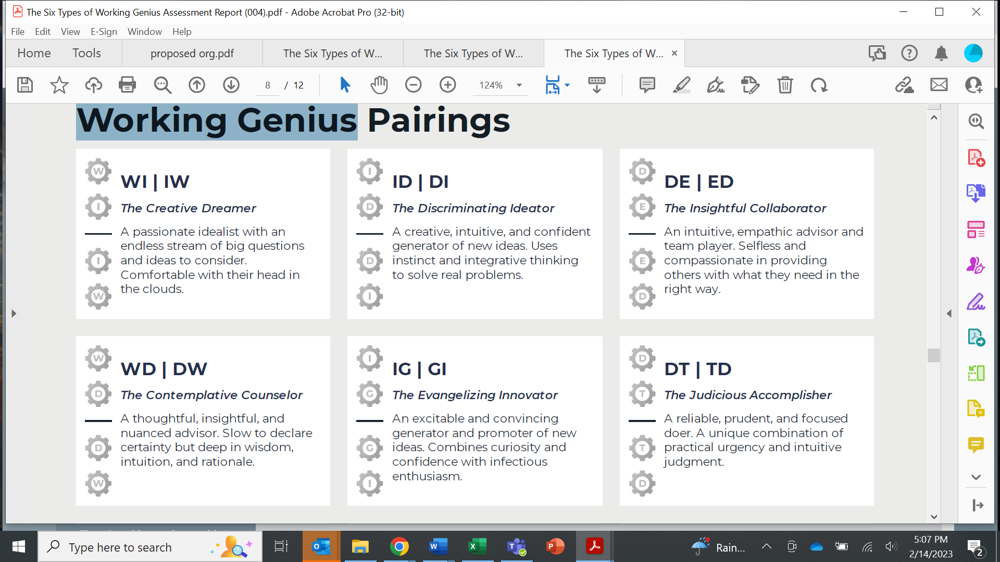 The Six Types of Working Genius Assessment Report (004).pdf - Adobe Acrobat Pro (32-bit)
File Edit View E-Sign Window Help
Home Tools proposed org.pdf The Six Types of W... The Six Types of W... The Six Types of W... ×
8 / 12 124%
Working Genius Pairings
W
I
I
W
WI | IW
The Creative Dreamer
A passionate idealist with an
endless stream of big questions
and ideas to consider.
Comfortable with their head in
the clouds.
I
D
D
I
ID | DI
The Discriminating Ideator
A creative, intuitive, and confident
generator of new ideas. Uses
instinct and integrative thinking
to solve real problems.
D
E
E
D
DE | ED
The Insightful Collaborator
An intuitive, empathic advisor and
team player. Selfless and
compassionate in providing
others with what they need in the
right way.
W
D
D
W
WD | DW
The Contemplative Counselor
A thoughtful, insightful, and
nuanced advisor. Slow to declare
certainty but deep in wisdom,
intuition, and rationale.
I
G
G
I
IG | GI
The Evangelizing Innovator
An excitable and convincing
generator and promoter of new
ideas. Combines curiosity and
confidence with infectious
enthusiasm.
D
T
T
D
DT | TD
The Judicious Accomplisher
A reliable, prudent, and focused
doer. A unique combination of
practical urgency and intuitive
judgment.
Type here to search
Rain...
5:07 PM
2/14/2023
2